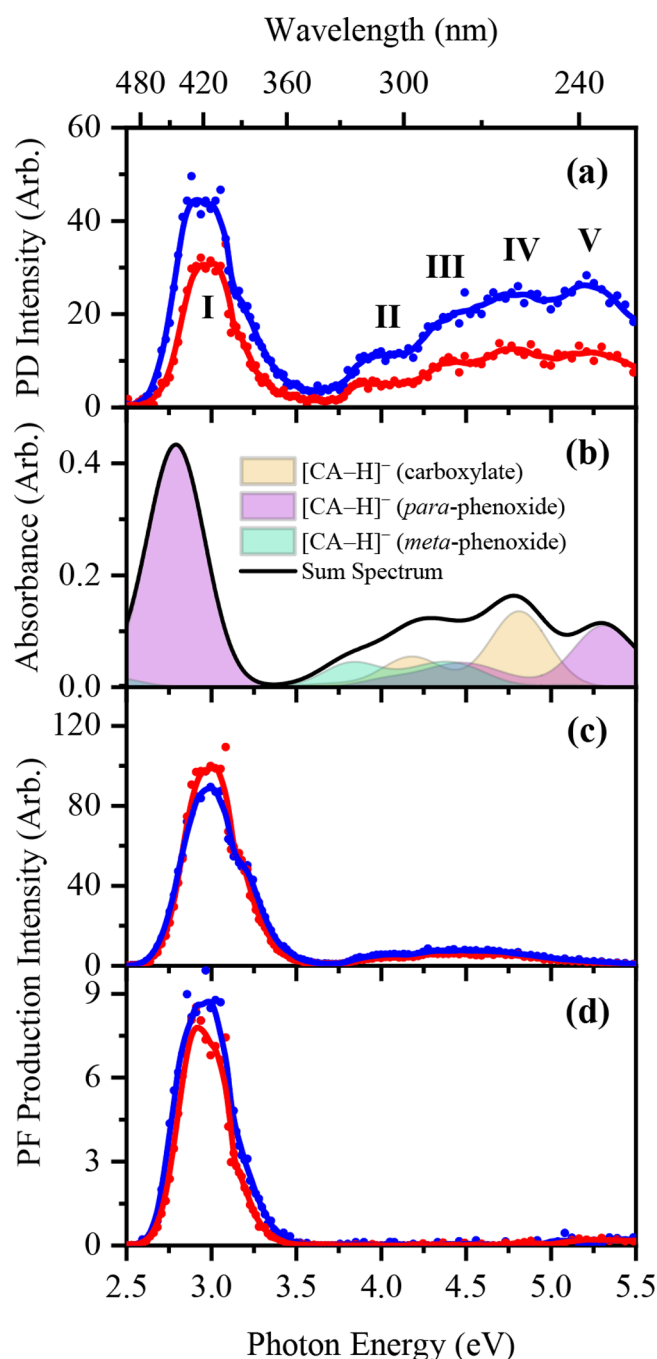 Wavelength (nm)
480 420 360 300 240
60
(a)
PD Intensity (Arb.)
40
20
0
I
II
III
IV
V
(b)
Absorbance (Arb.)
0.4
0.2
0.0
[CA–H]⁻ (carboxylate)
[CA–H]⁻ (para-phenoxide)
[CA–H]⁻ (meta-phenoxide)
Sum Spectrum
(c)
PF Production Intensity (Arb.)
120
80
40
0
(d)
9
6
3
0
2.5 3.0 3.5 4.0 4.5 5.0 5.5
Photon Energy (eV)